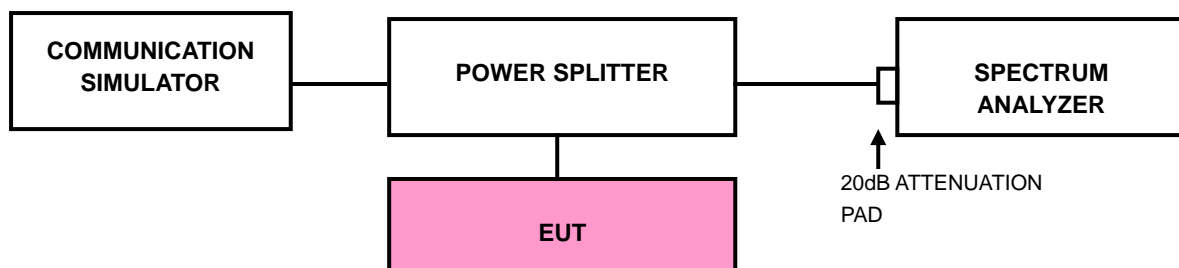 COMMUNICATION
SIMULATOR
POWER SPLITTER
SPECTRUM
ANALYZER
20dB ATTENUATION
PAD
EUT